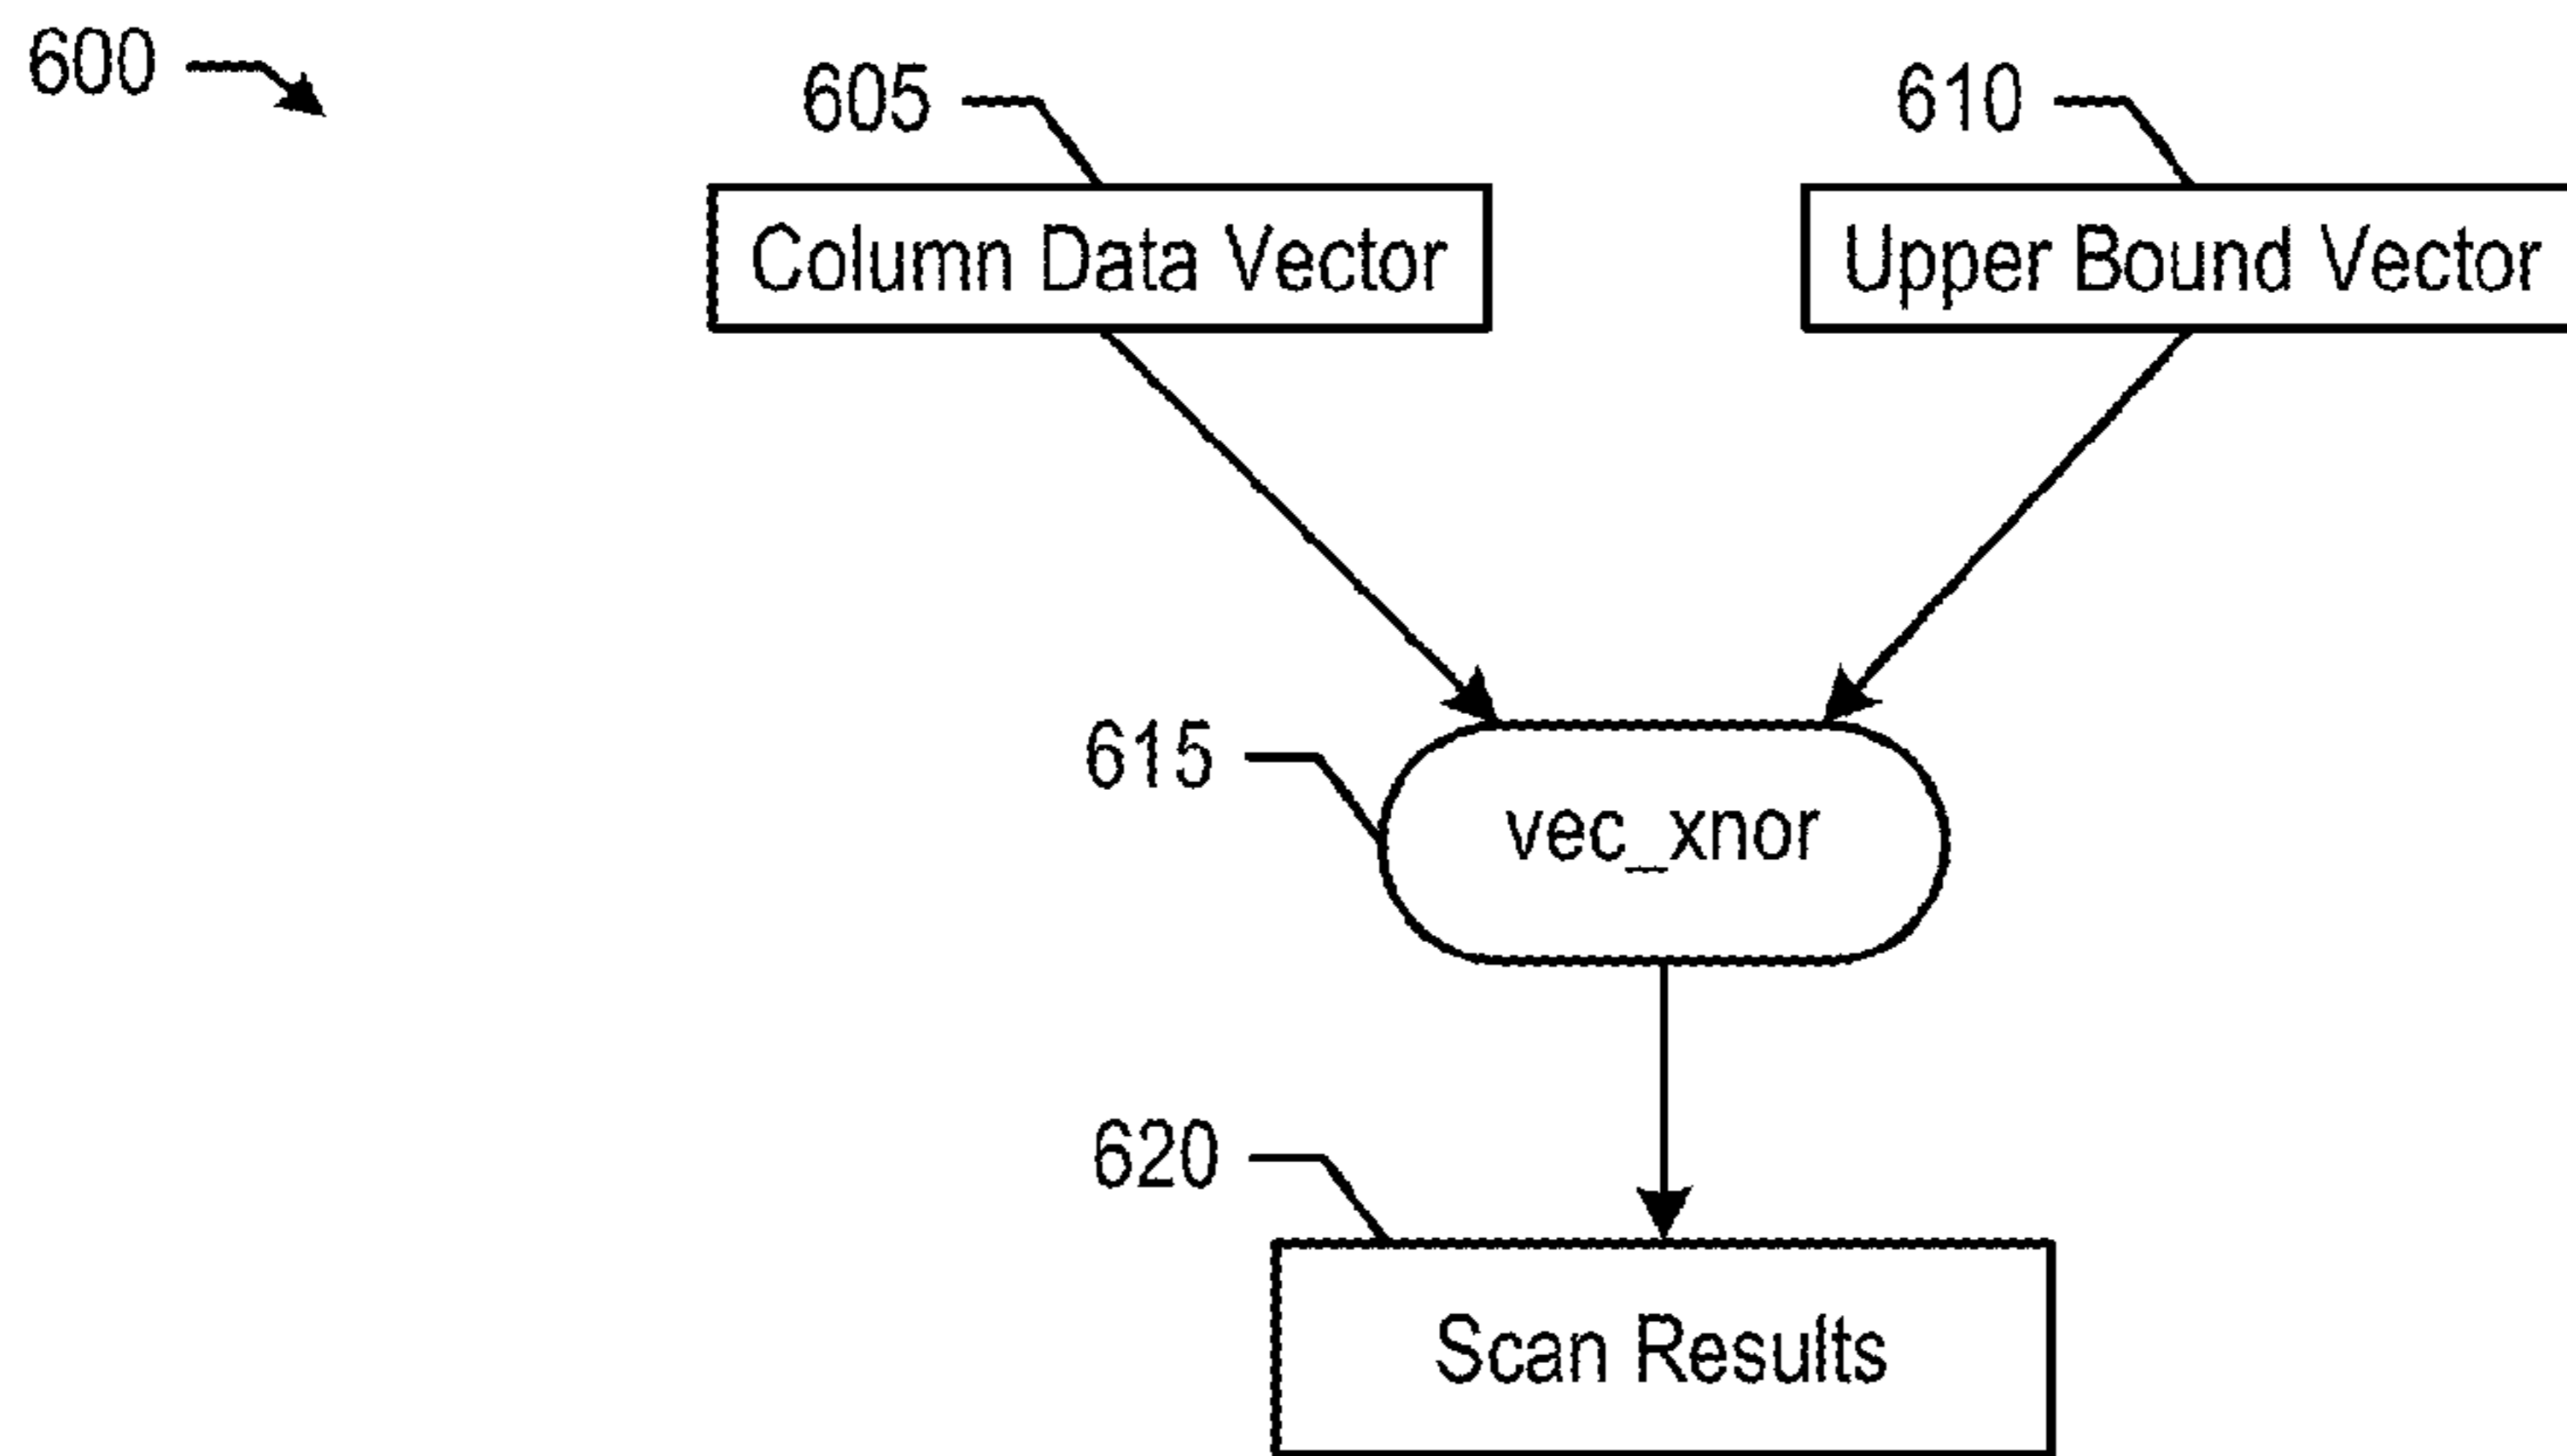 600
605
610
Column Data Vector
Upper Bound Vector
615
vec_xnor
620
Scan Results